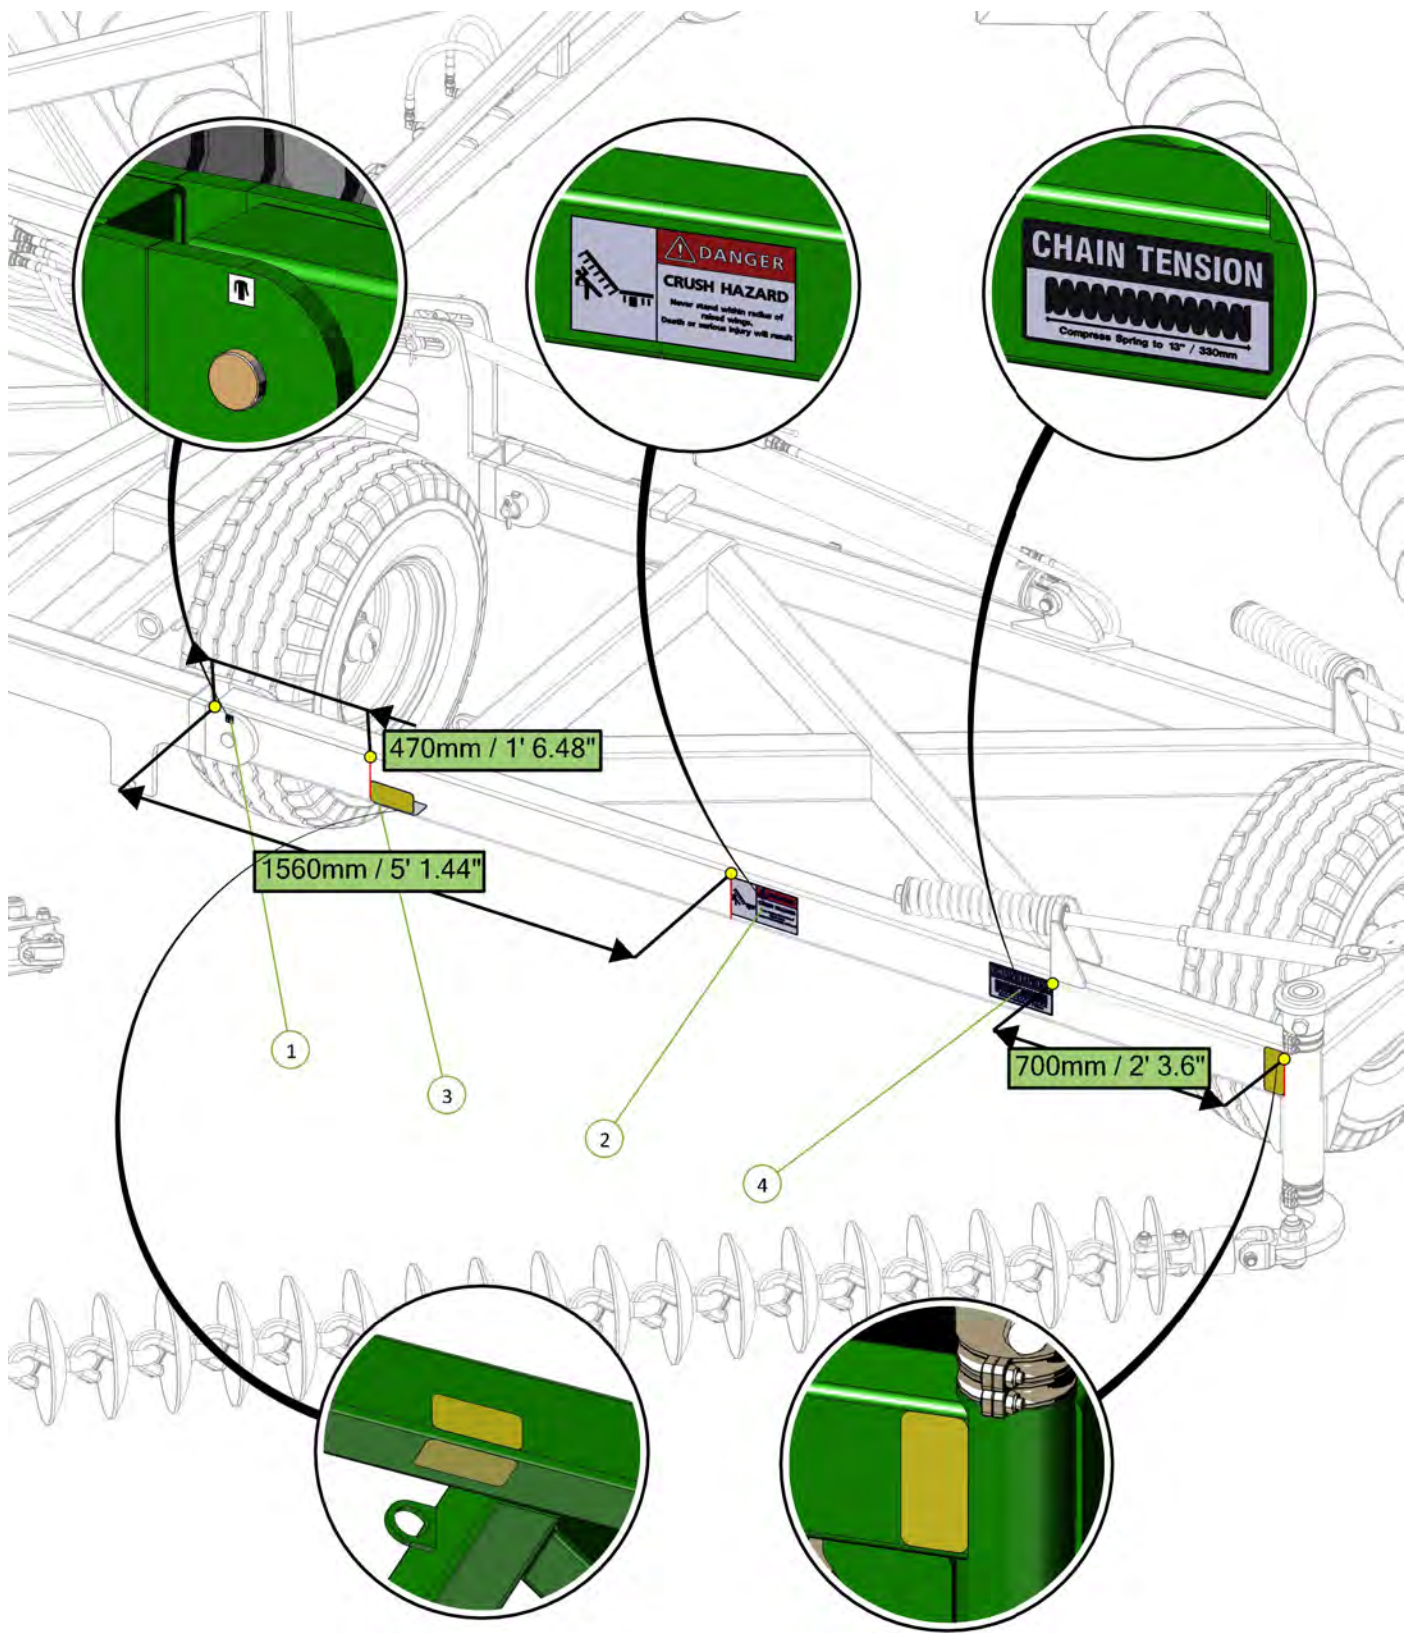 DANGER
CRUSH HAZARD
Never stand within radius of
raised wings.
Death or serious injury will result
CHAIN TENSION
Compress Spring to 13" / 330mm
470mm / 1' 6.48"
1560mm / 5' 1.44"
700mm / 2' 3.6"
1
3
2
4